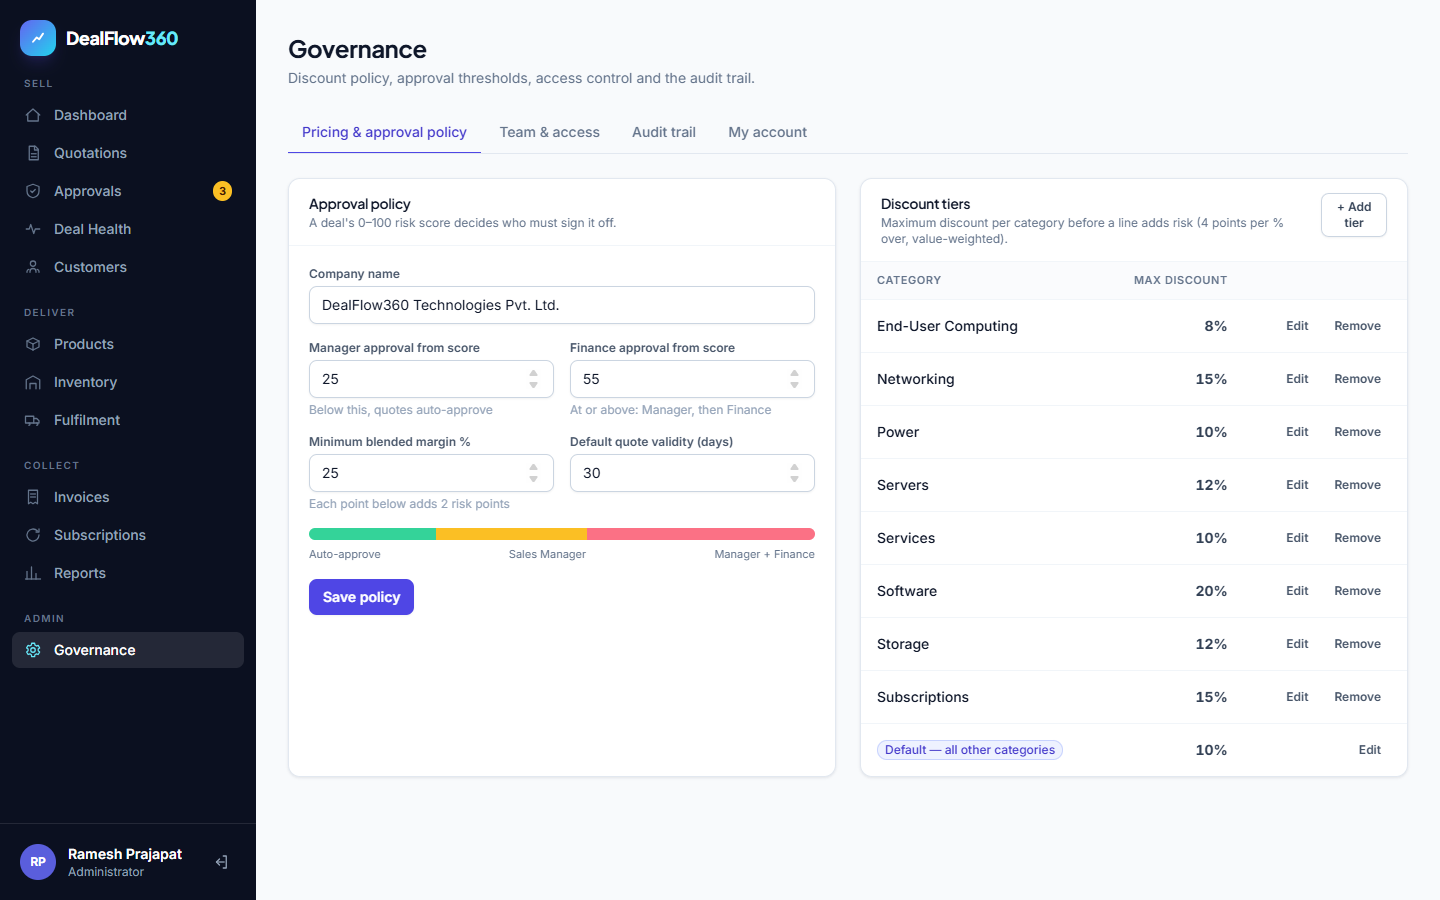 DealFlow360
SELL
Dashboard
Quotations
Approvals 3
Deal Health
Customers
DELIVER
Products
Inventory
Fulfilment
COLLECT
Invoices
Subscriptions
Reports
ADMIN
Governance
RP
Ramesh Prajapat
Administrator
Governance
Discount policy, approval thresholds, access control and the audit trail.
Pricing & approval policy Team & access Audit trail My account
Approval policy
A deal's 0–100 risk score decides who must sign it off.
Company name
DealFlow360 Technologies Pvt. Ltd.
Manager approval from score Finance approval from score
25 55
Below this, quotes auto-approve At or above: Manager, then Finance
Minimum blended margin % Default quote validity (days)
25 30
Each point below adds 2 risk points
Auto-approve Sales Manager Manager + Finance
Save policy
Discount tiers
Maximum discount per category before a line adds risk (4 points per %
over, value-weighted).
+ Add
tier
CATEGORY MAX DISCOUNT
End-User Computing 8% Edit Remove
Networking 15% Edit Remove
Power 10% Edit Remove
Servers 12% Edit Remove
Services 10% Edit Remove
Software 20% Edit Remove
Storage 12% Edit Remove
Subscriptions 15% Edit Remove
Default — all other categories 10% Edit